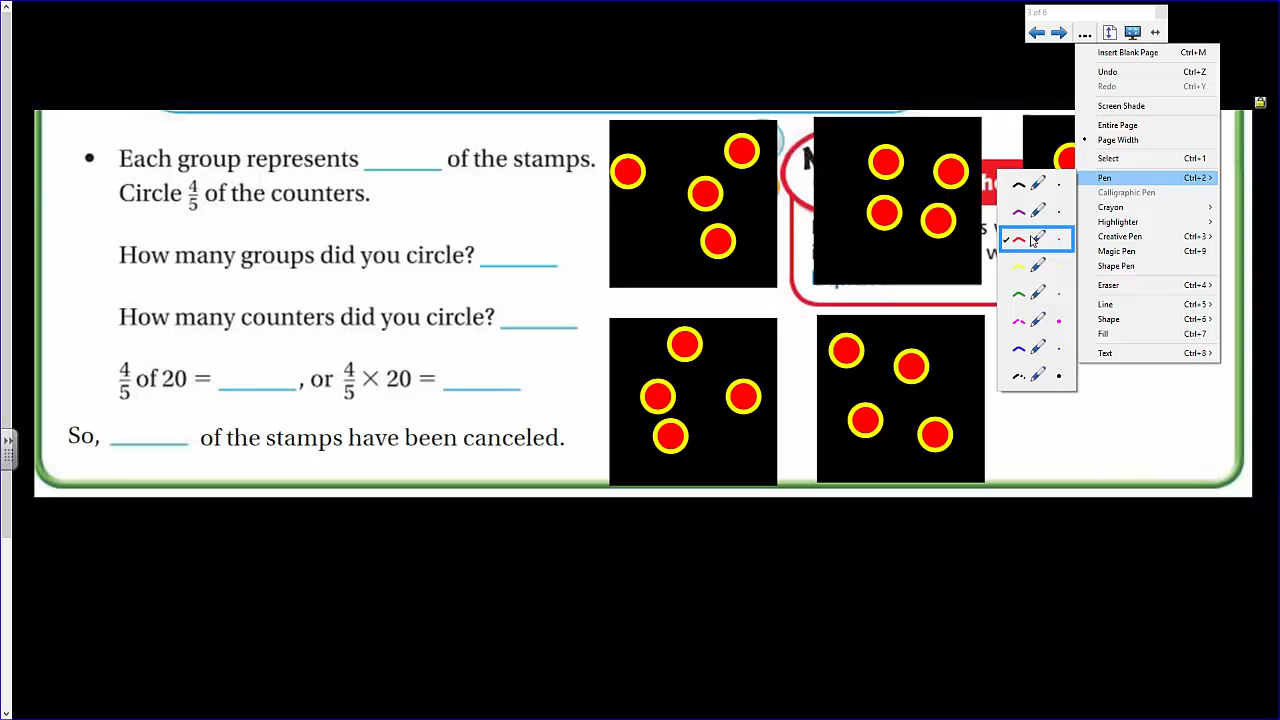 3 of 6
Insert Blank Page Ctrl+M
Undo Ctrl+Z
Redo Ctrl+Y
Screen Shade
Entire Page
Page Width
Select Ctrl+1
Pen Ctrl+2
Calligraphic Pen
Crayon
Highlighter
Creative Pen Ctrl+3
Magic Pen Ctrl+9
Shape Pen
Eraser Ctrl+4
Line Ctrl+5
Shape Ctrl+6
Fill Ctrl+7
Text Ctrl+8
• Each group represents ______ of the stamps.
Circle 4/5 of the counters.
How many groups did you circle? ______
How many counters did you circle? ______
4/5 of 20 = ______, or 4/5 × 20 = ______
So, ______ of the stamps have been canceled.